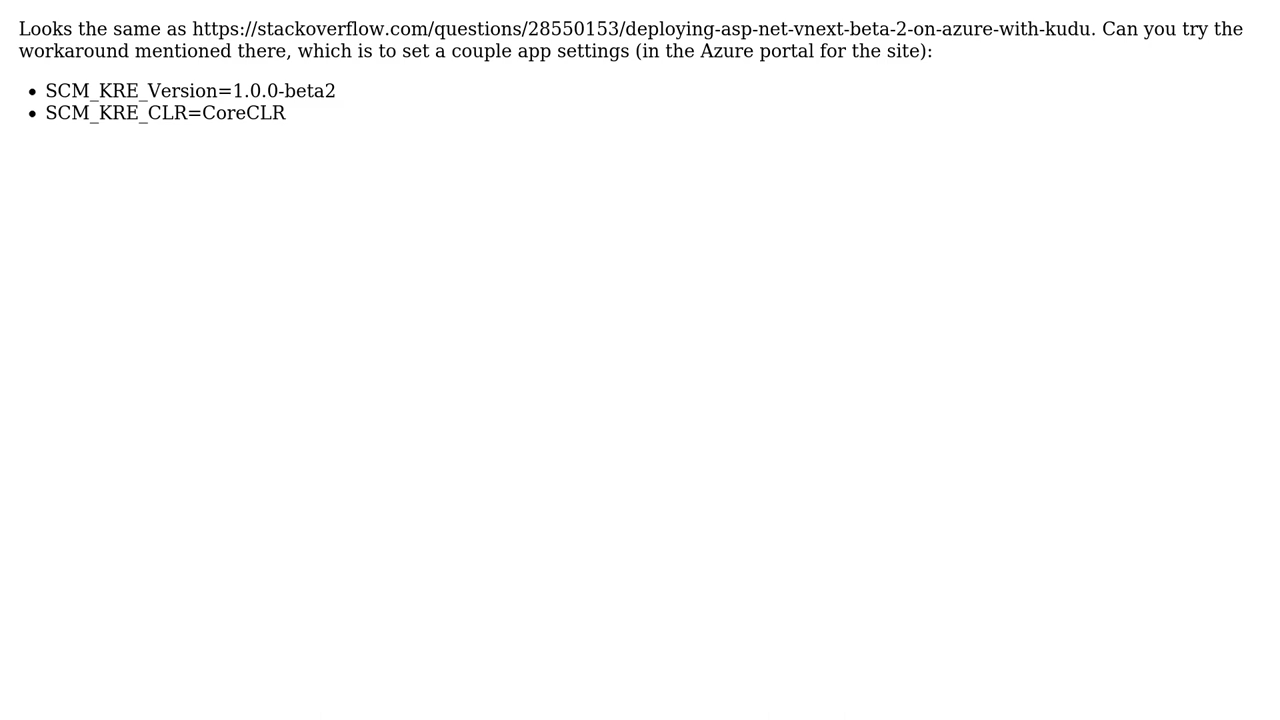 Looks the same as https://stackoverflow.com/questions/28550153/deploying-asp-net-vnext-beta-2-on-azure-with-kudu. Can you try the
workaround mentioned there, which is to set a couple app settings (in the Azure portal for the site):
• SCM_KRE_Version=1.0.0-beta2
• SCM_KRE_CLR=CoreCLR